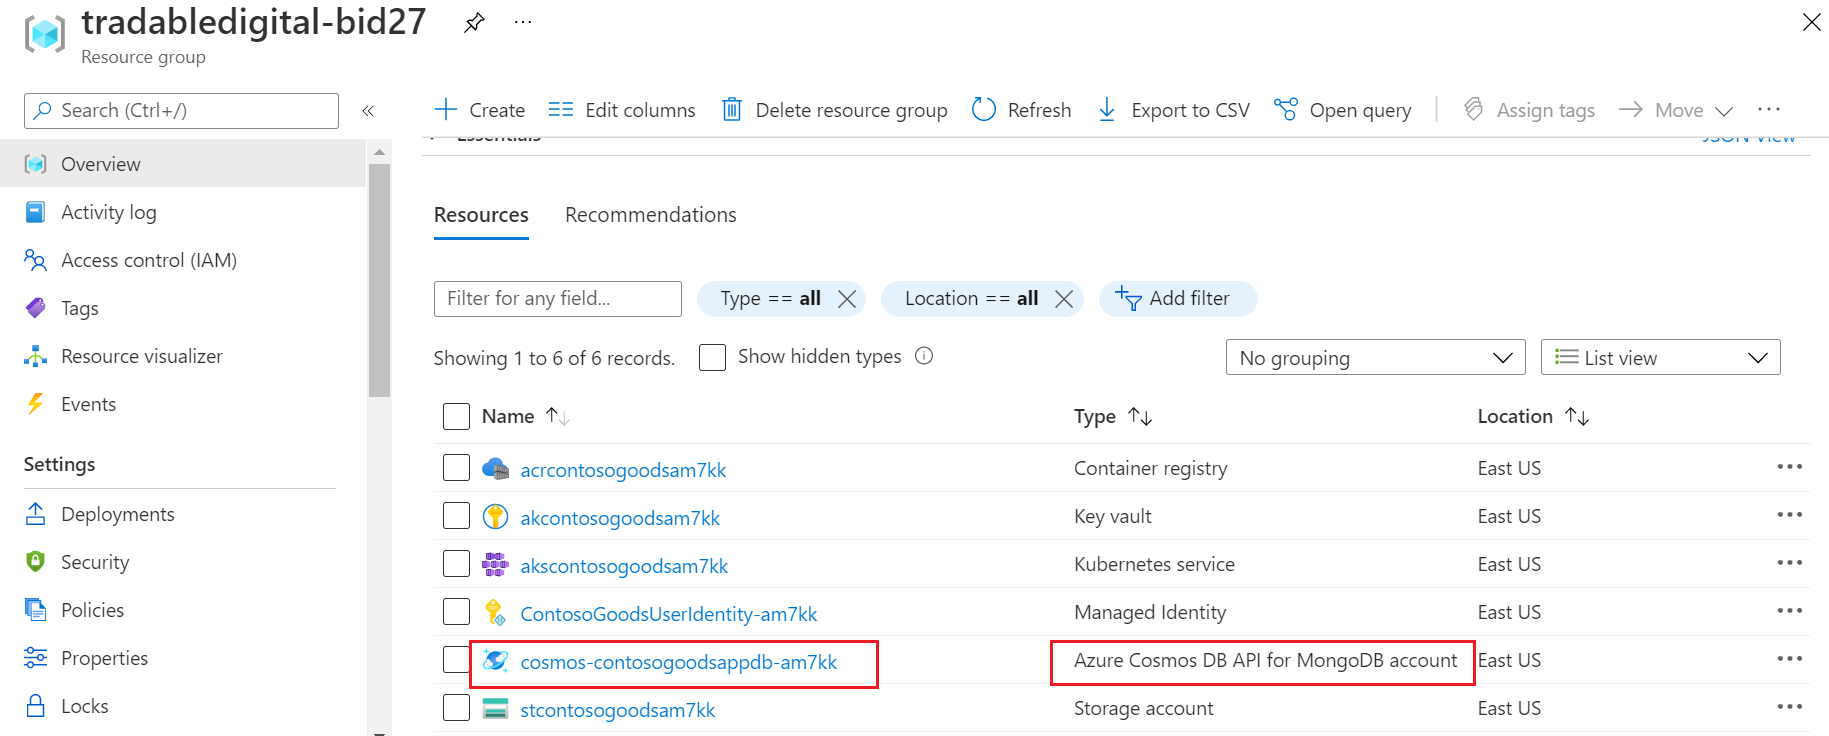 tradabledigital-bid27
Resource group
Search (Ctrl+/)
Create
Edit columns
Delete resource group
Refresh
Export to CSV
Open query
Assign tags
Move
Essentials
JSON View
Overview
Activity log
Access control (IAM)
Tags
Resource visualizer
Events
Settings
Deployments
Security
Policies
Properties
Locks
Resources
Recommendations
Filter for any field...
Type == all
Location == all
Add filter
Showing 1 to 6 of 6 records.
Show hidden types
No grouping
List view
Name Type Location
acrcontosogoodsam7kk Container registry East US
akcontosogoodsam7kk Key vault East US
akscontosogoodsam7kk Kubernetes service East US
ContosoGoodsUserIdentity-am7kk Managed Identity East US
cosmos-contosogoodsappdb-am7kk Azure Cosmos DB API for MongoDB account East US
stcontosogoodsam7kk Storage account East US